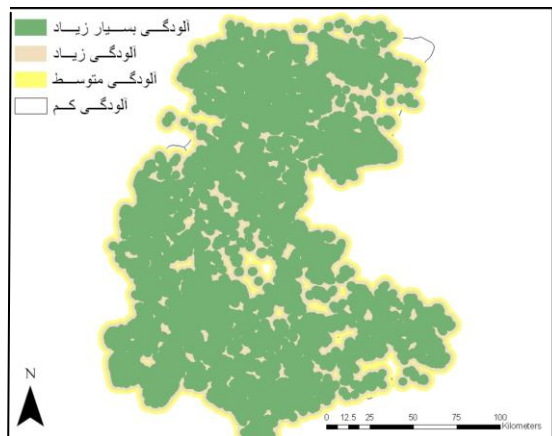 آلودگی بسیار زیاد
آلودگی زیاد
آلودگی متوسط
آلودگی کم
N
0 12.5 25 50 75 100
Kilometers